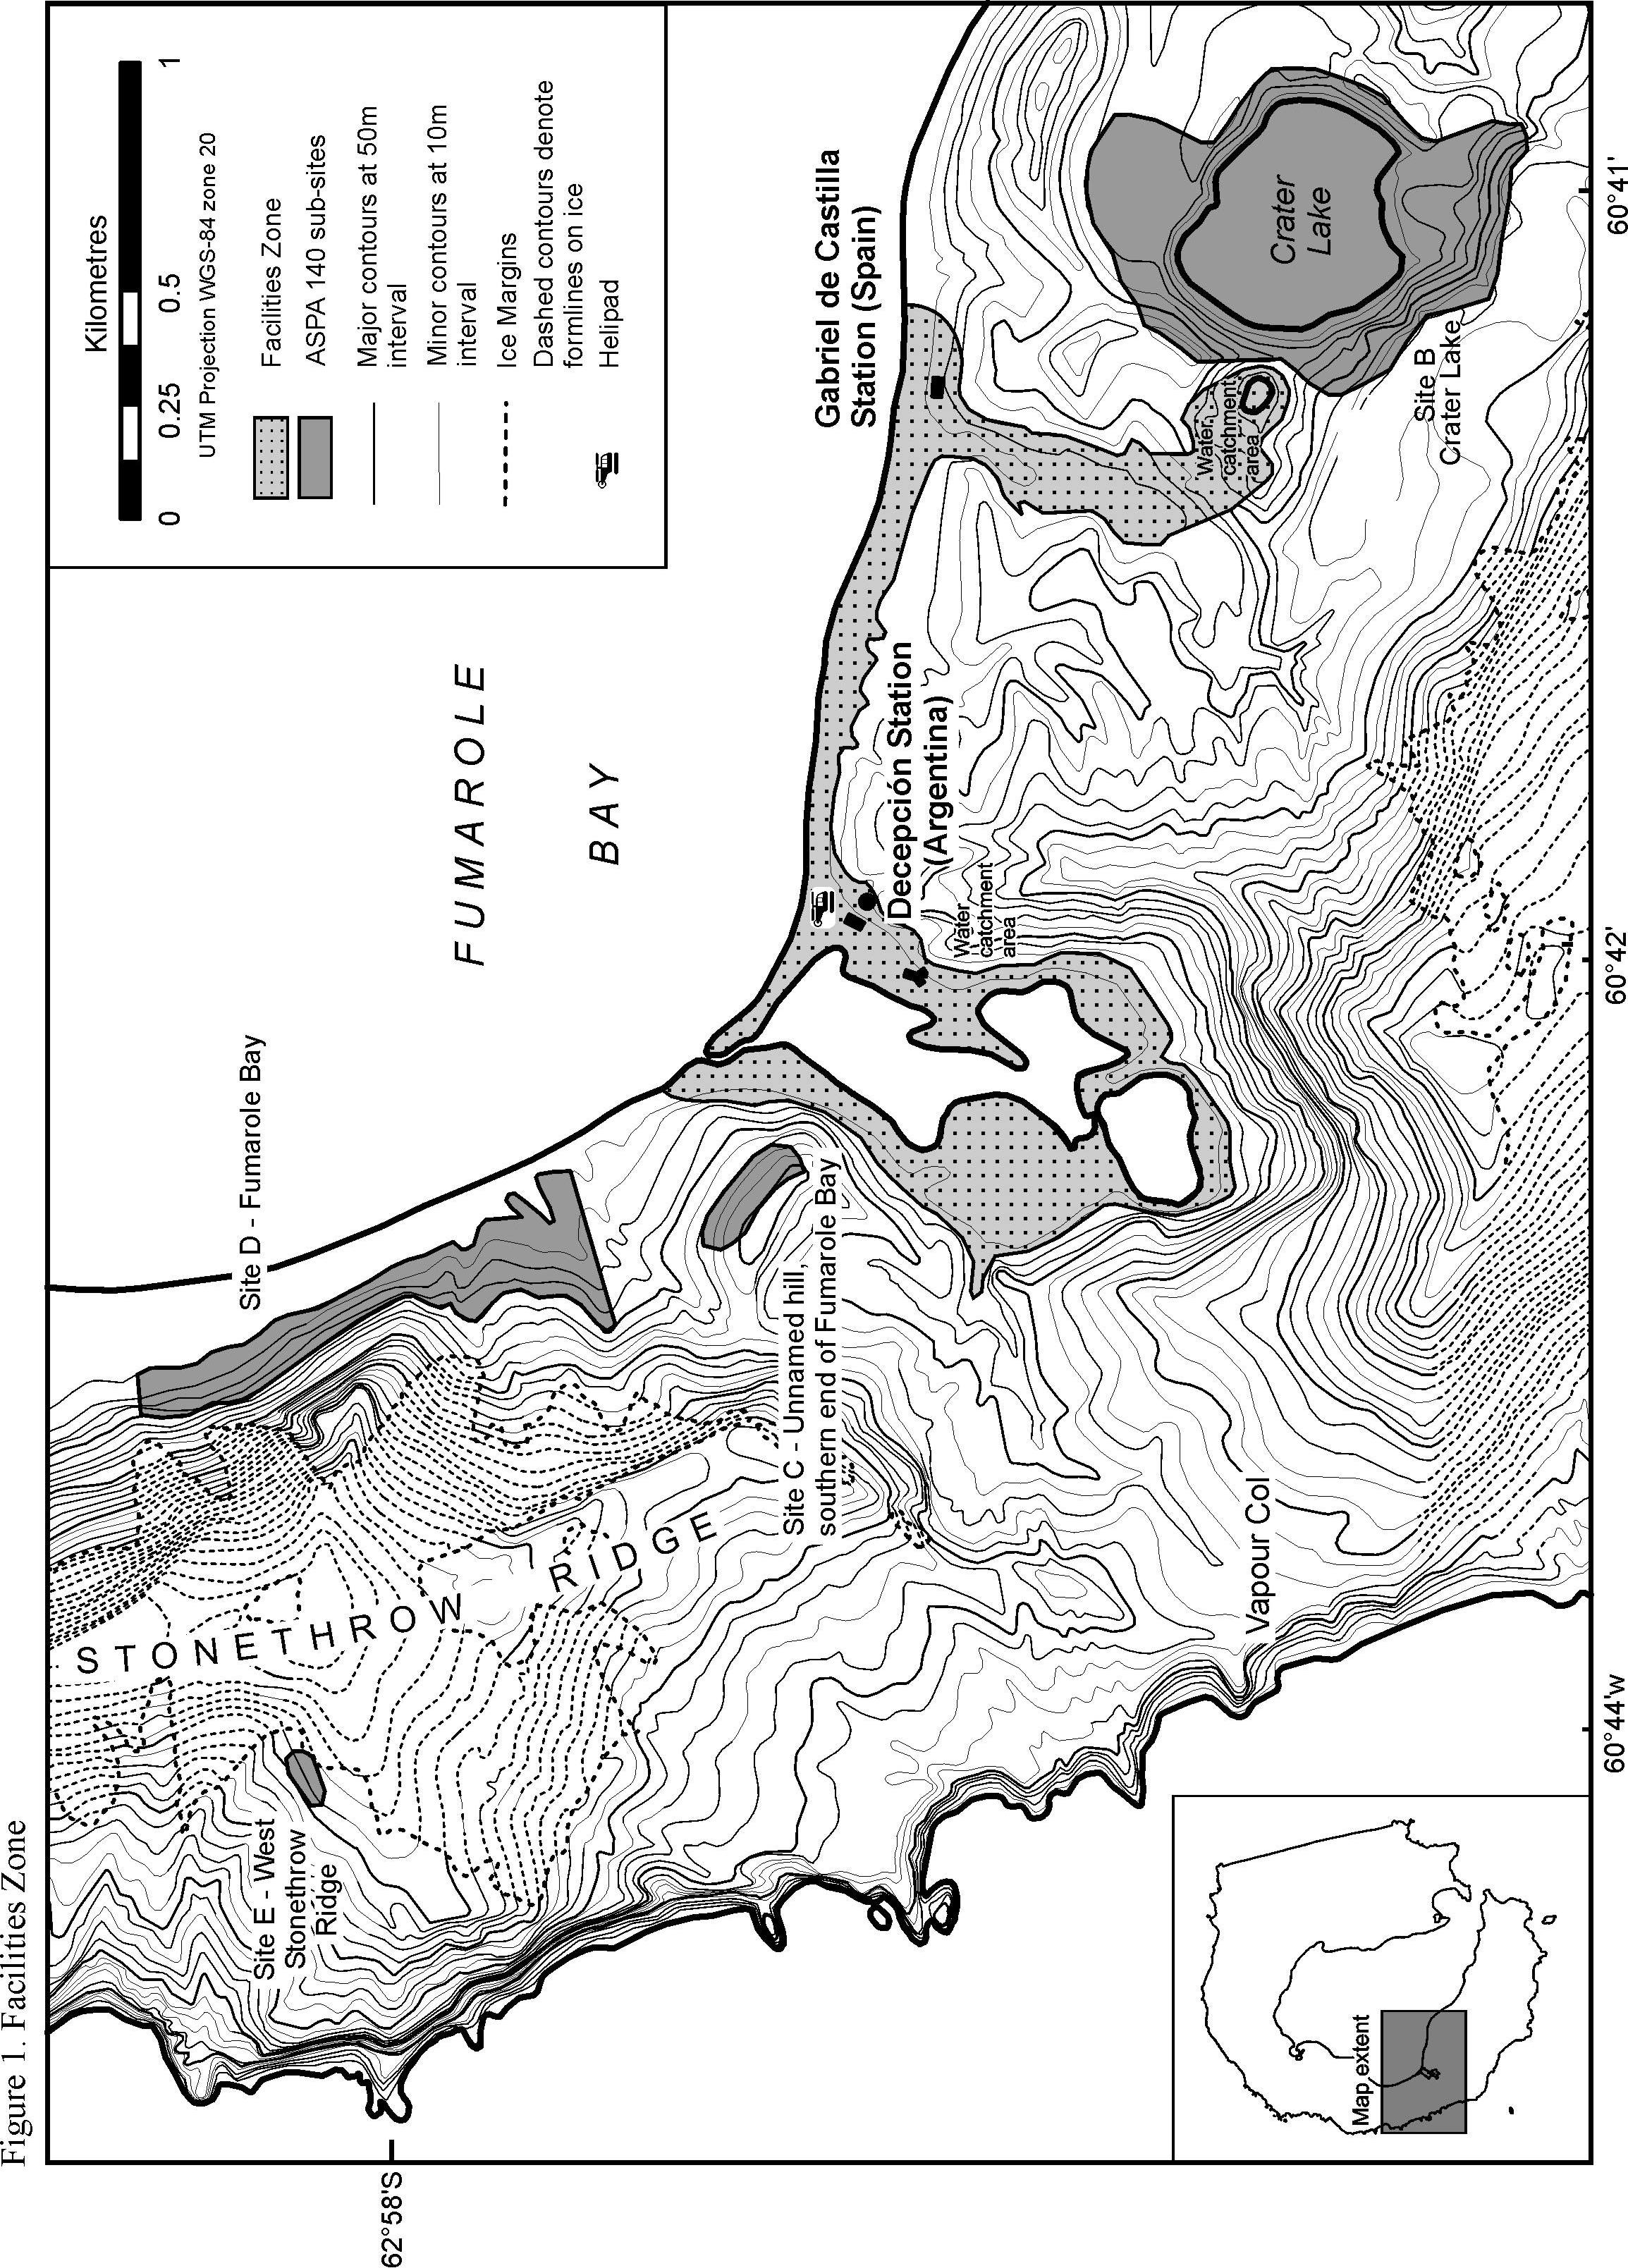 Figure 1. Facilities Zone
Kilometres
0 0.25 0.5 1
UTM Projection WGS-84 zone 20
Facilities Zone
ASPA 140 sub-sites
Major contours at 50m
interval
Minor contours at 10m
interval
Ice Margins
Dashed contours denote
formlines on ice
Helipad
FUMAROLE
BAY
STONETHROW RIDGE
Site D - Fumarole Bay
Site E - West
Stonethrow
Ridge
Site C - Unnamed hill,
southern end of Fumarole Bay
Gabriel de Castilla
Station (Spain)
Decepción Station
(Argentina)
Water
catchment
area
Water
catchment
area
Crater
Lake
Site B
Crater Lake
Vapour Col
Map extent
62°58'S
60°44'w
60°42'
60°41'